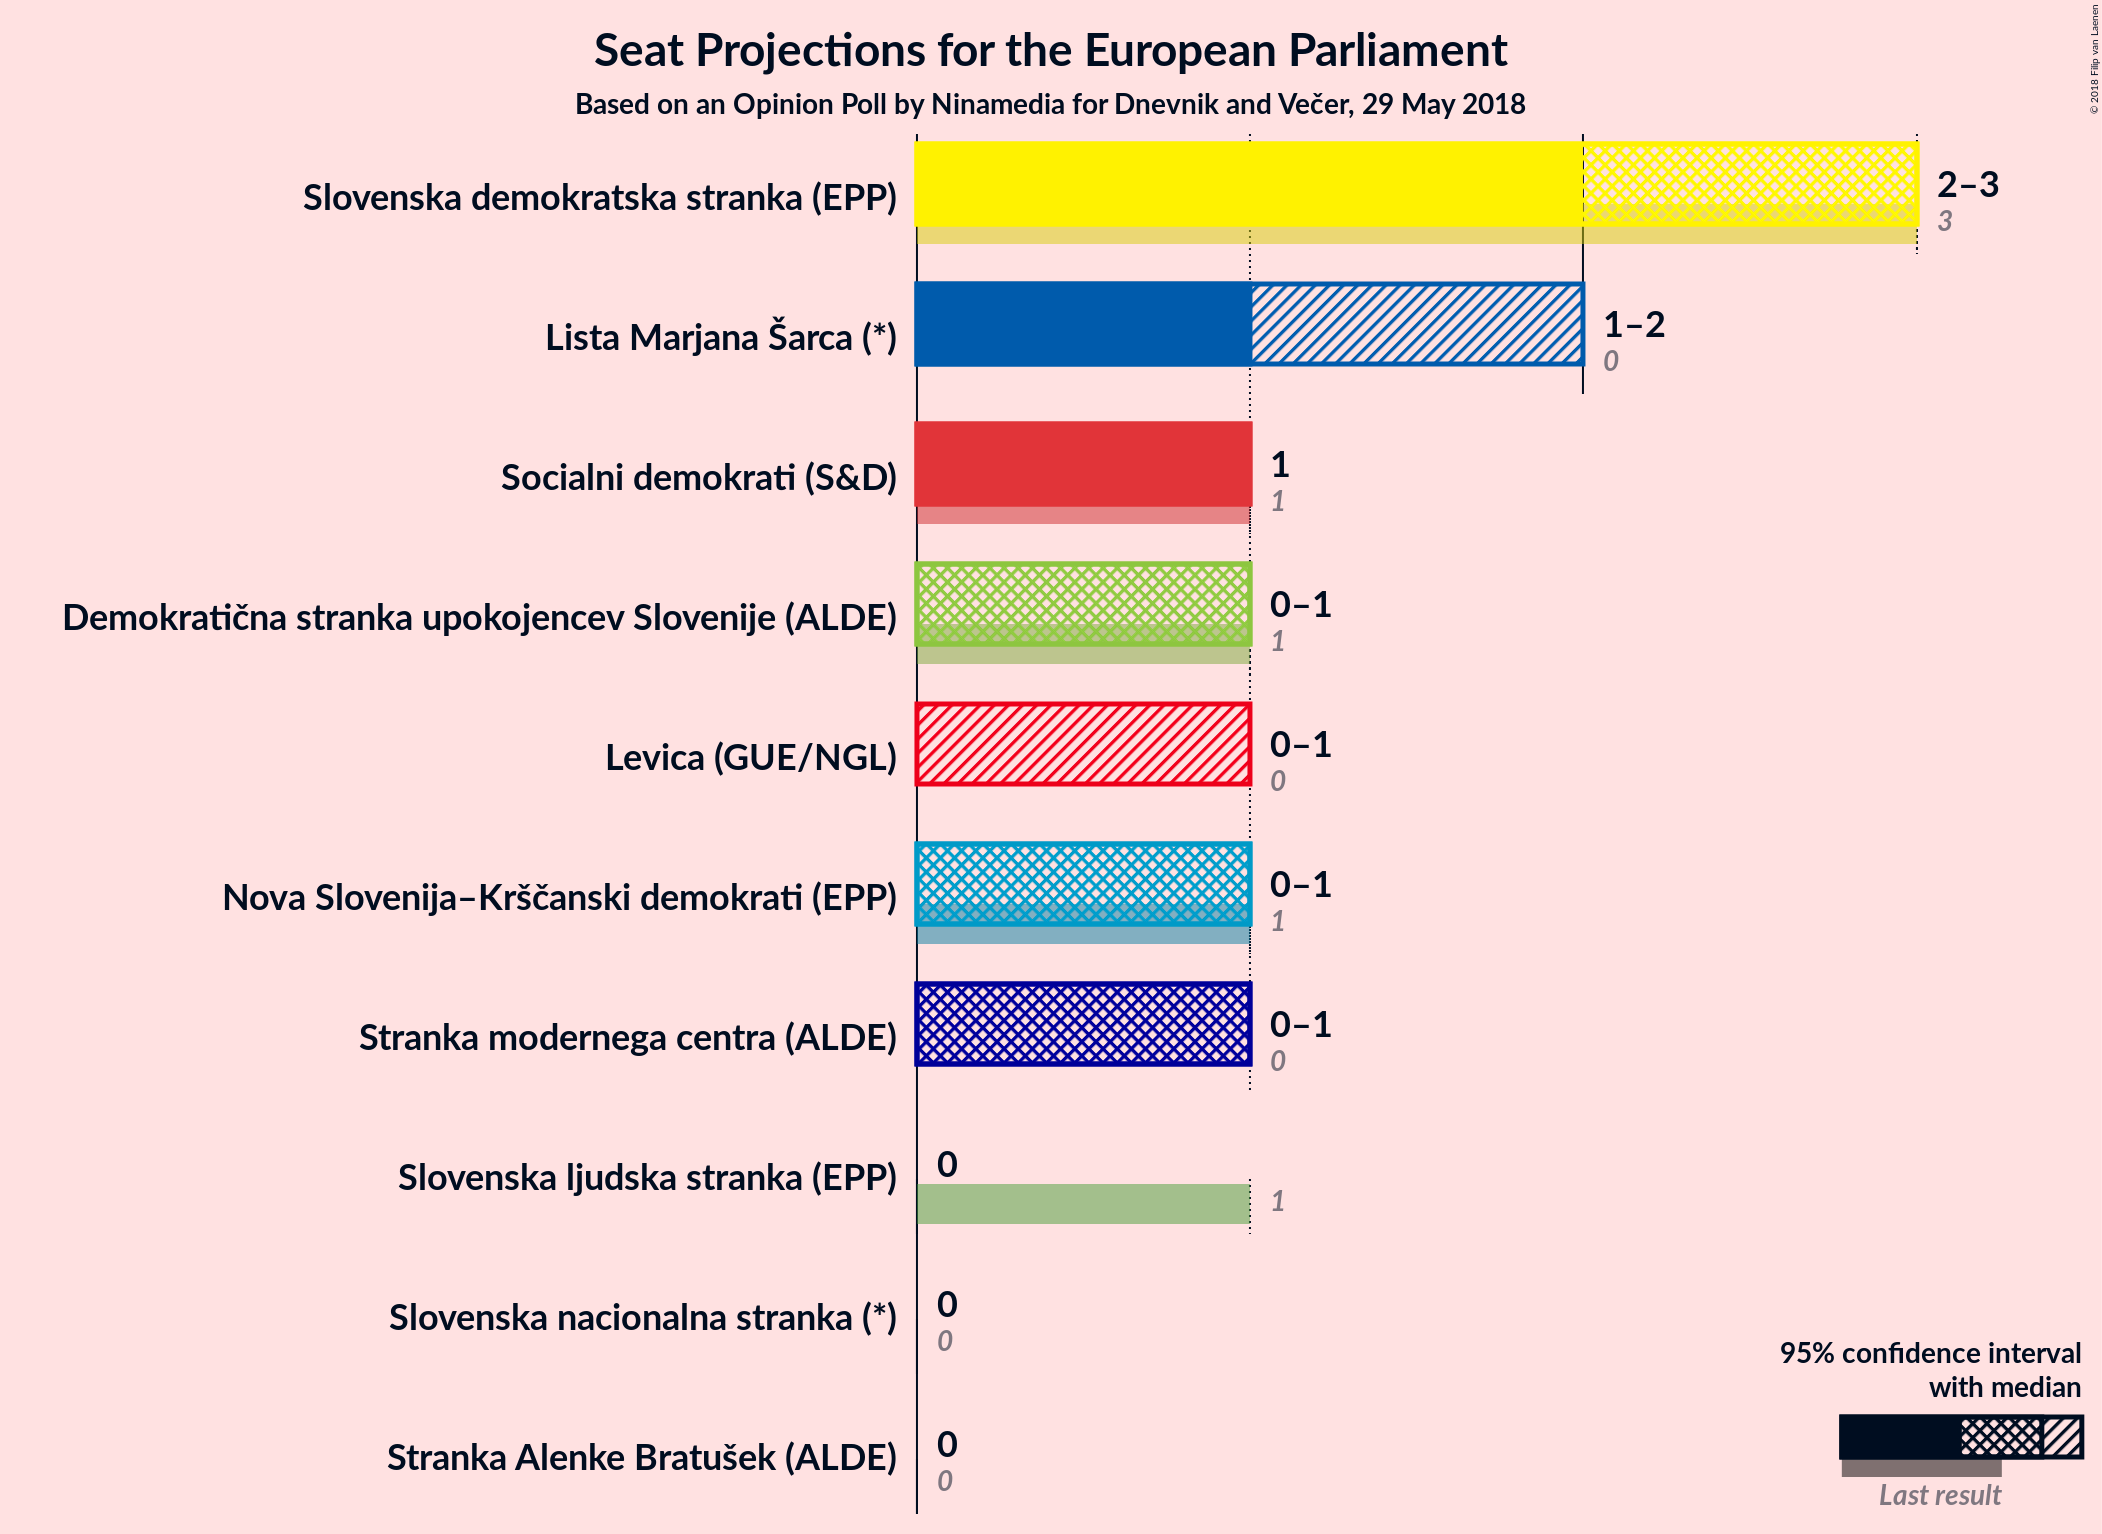 Seat Projections for the European Parliament
Based on an Opinion Poll by Ninamedia for Dnevnik and Večer, 29 May 2018
© 2018 Filip van Laenen
Slovenska demokratska stranka (EPP)
2–3
3
Lista Marjana Šarca (*)
1–2
0
Socialni demokrati (S&D)
1
1
Demokratična stranka upokojencev Slovenije (ALDE)
0–1
1
Levica (GUE/NGL)
0–1
0
Nova Slovenija–Krščanski demokrati (EPP)
0–1
1
Stranka modernega centra (ALDE)
0–1
0
Slovenska ljudska stranka (EPP)
0
1
Slovenska nacionalna stranka (*)
0
0
Stranka Alenke Bratušek (ALDE)
0
0
95% confidence interval
with median
Last result